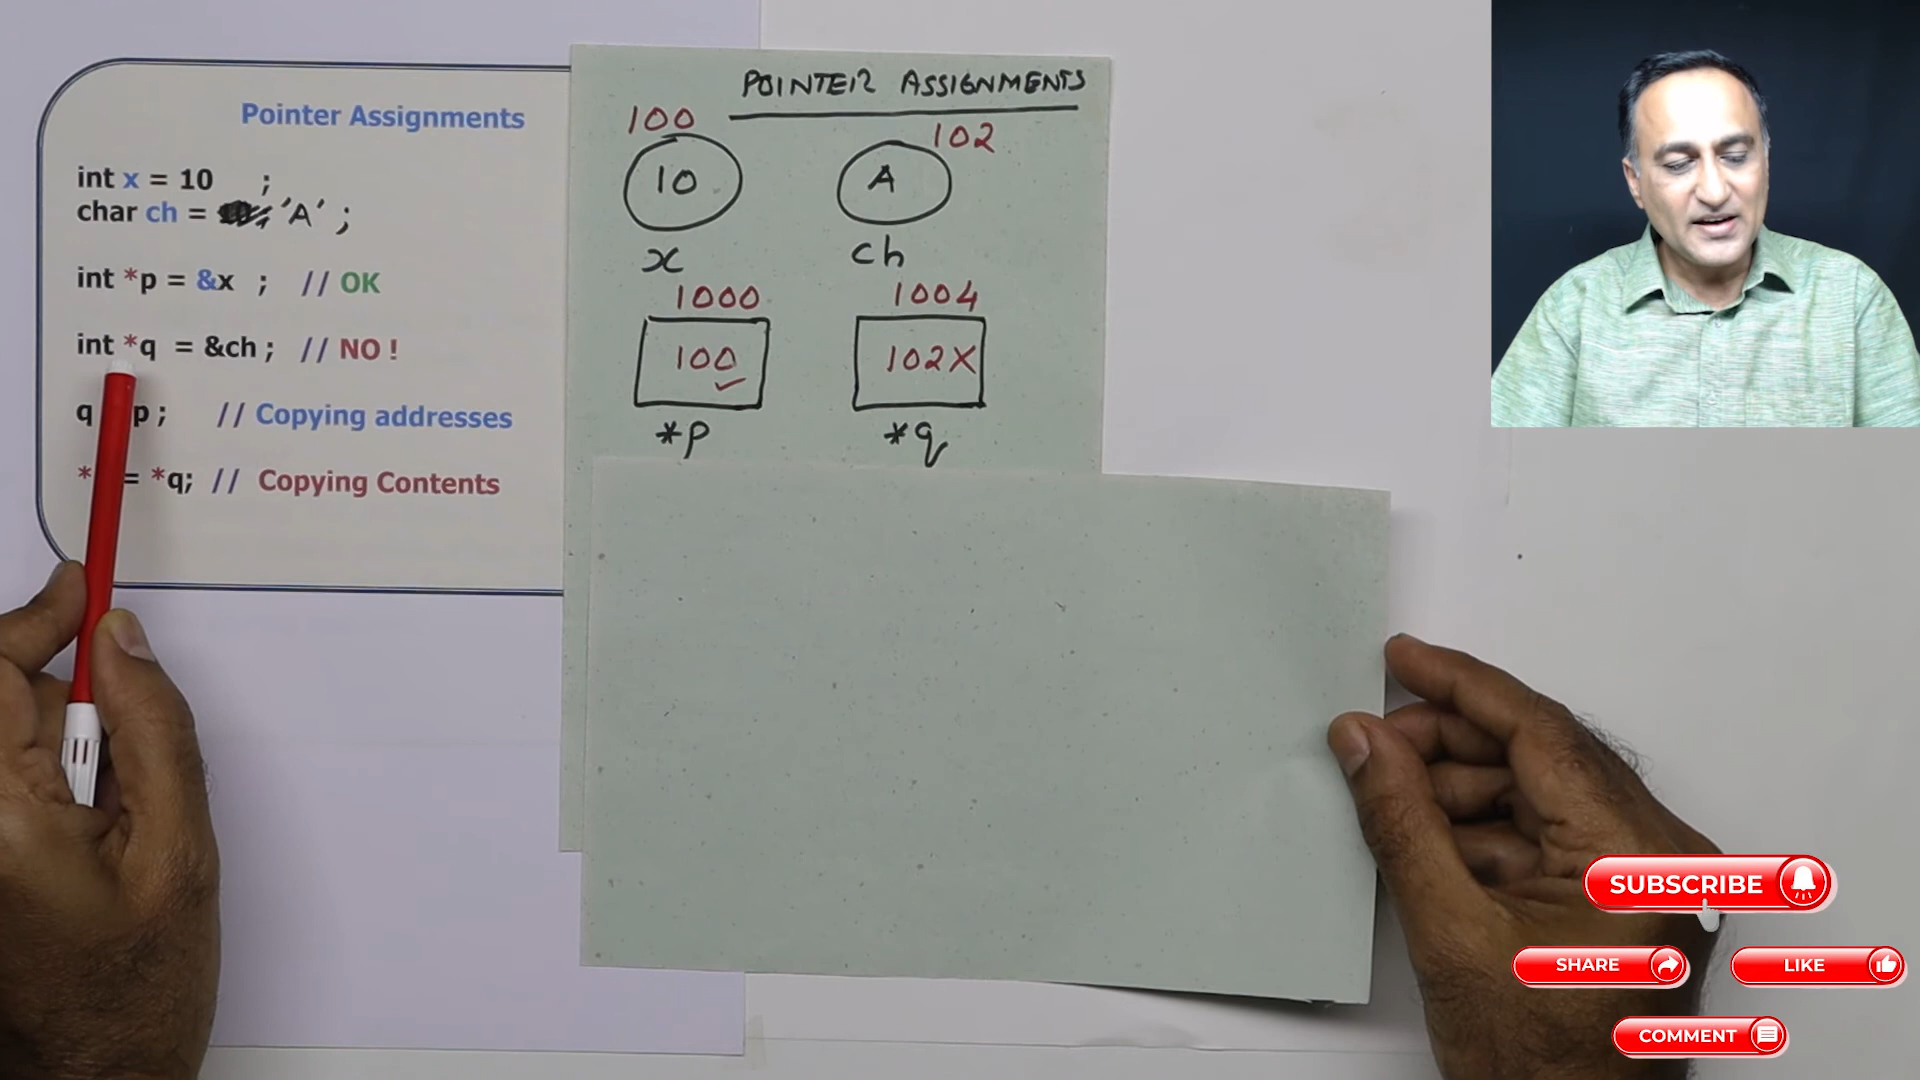 Pointer Assignments
int x = 10 ;
char ch = 'A' ;
int *p = &x ; // OK
int *q = &ch ; // NO !
q p ; // Copying addresses
* = *q; // Copying Contents
POINTER ASSIGNMENTS
100 102
10 A
x ch
1000 1004
100 102X
*p *q
SUBSCRIBE
SHARE LIKE
COMMENT